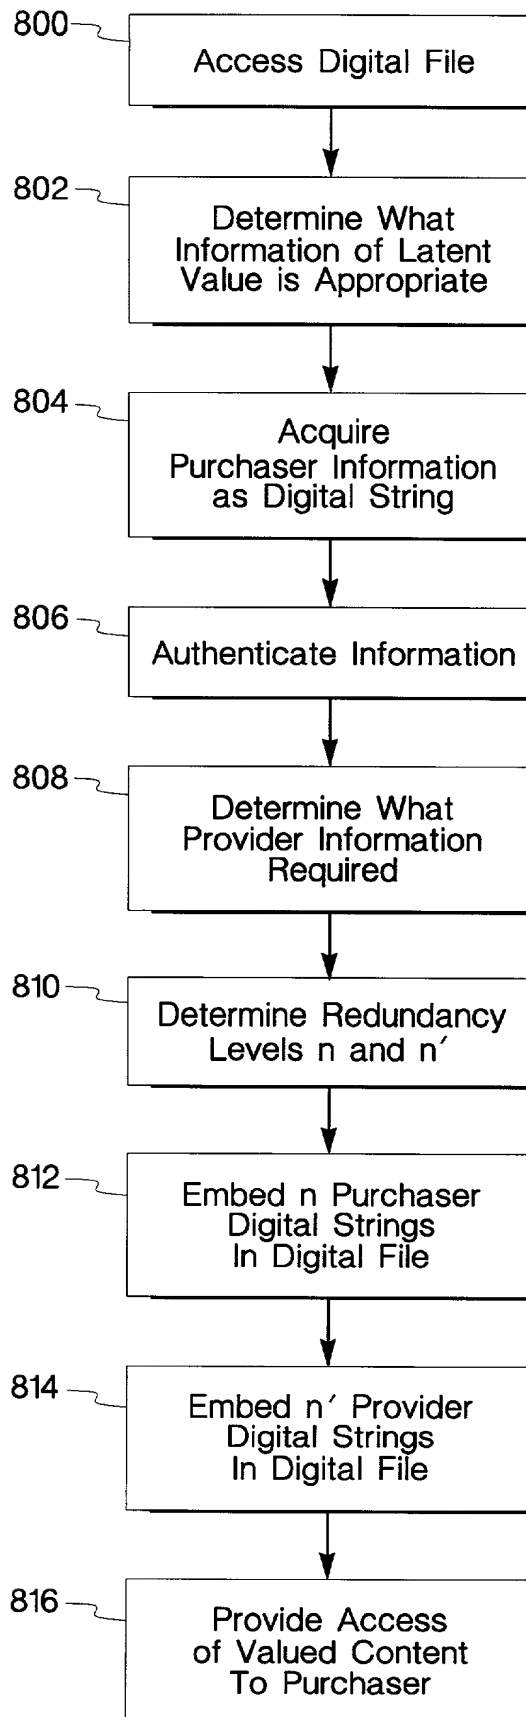 800
Access Digital File
802
Determine What
Information of Latent
Value is Appropriate
804
Acquire
Purchaser Information
as Digital String
806
Authenticate Information
808
Determine What
Provider Information
Required
810
Determine Redundancy
Levels n and n′
812
Embed n Purchaser
Digital Strings
In Digital File
814
Embed n′ Provider
Digital Strings
In Digital File
816
Provide Access
of Valued Content
To Purchaser